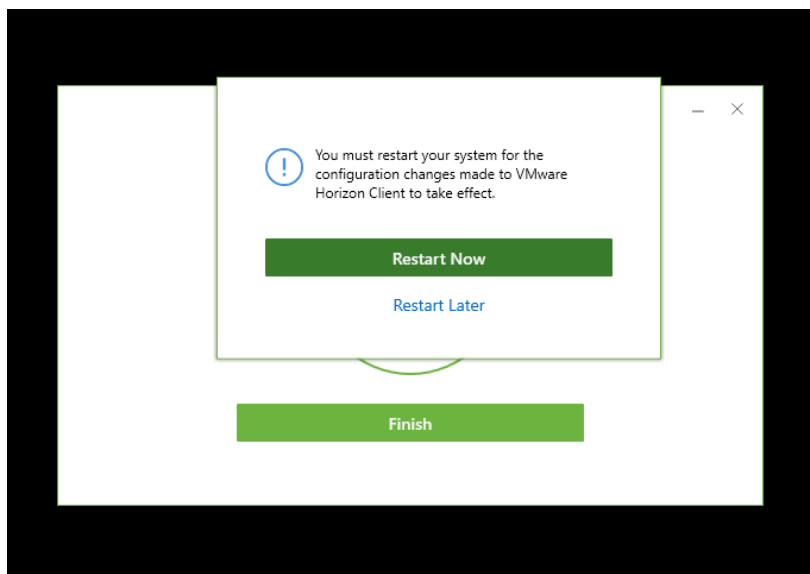 You must restart your system for the
configuration changes made to VMware
Horizon Client to take effect.
Restart Now
Restart Later
Finish